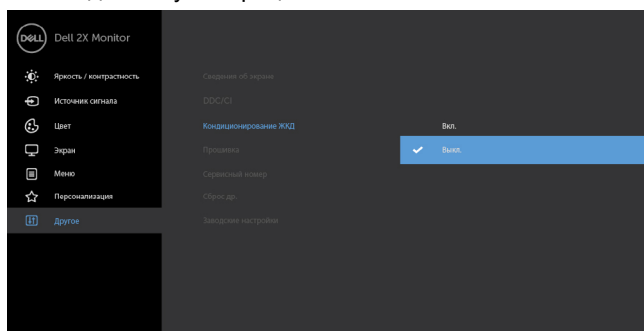 DELL Dell 2X Monitor
Яркость / контрастность
Сведения об экране
Источник сигнала
DDC/CI
Цвет
Кондиционирование ЖКД
Вкл.
Экран
Прошивка
Выкл.
Меню
Сервисный номер
Персонализация
Сброс др.
Другое
Заводские настройки